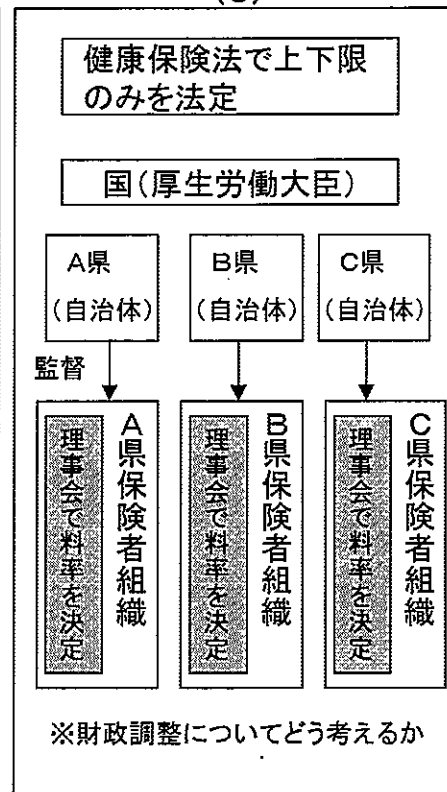 健康保険法で上下限
のみを法定
国(厚生労働大臣)
A県
(自治体)
B県
(自治体)
C県
(自治体)
監督
A県保険者組織
理事会で料率を決定
B県保険者組織
理事会で料率を決定
C県保険者組織
理事会で料率を決定
※財政調整についてどう考えるか